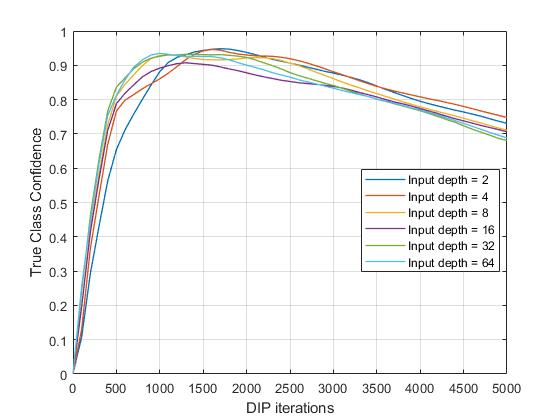 1
0.9
0.8
0.7
0.6
0.5
0.4
0.3
0.2
0.1
0
True Class Confidence
Input depth = 2
Input depth = 4
Input depth = 8
Input depth = 16
Input depth = 32
Input depth = 64
0 500 1000 1500 2000 2500 3000 3500 4000 4500 5000
DIP iterations